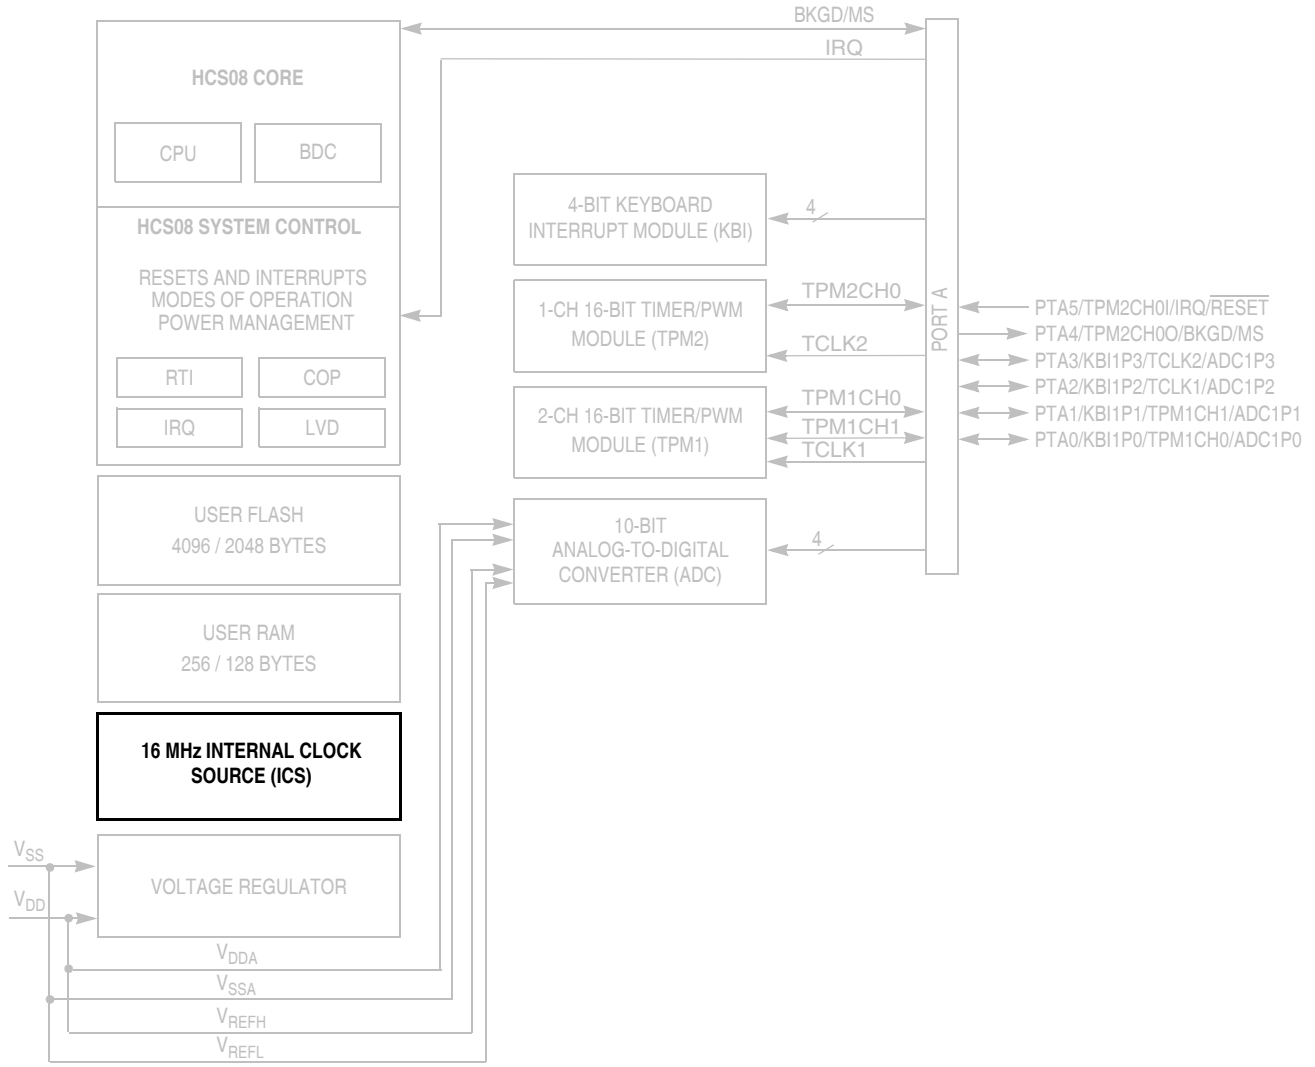 BKGD/MS
IRQ
HCS08 CORE
CPU
BDC
HCS08 SYSTEM CONTROL
RESETS AND INTERRUPTS
MODES OF OPERATION
POWER MANAGEMENT
RTI
COP
IRQ
LVD
USER FLASH
4096 / 2048 BYTES
USER RAM
256 / 128 BYTES
16 MHz INTERNAL CLOCK
SOURCE (ICS)
VOLTAGE REGULATOR
VSS
VDD
VDDA
VSSA
VREFH
VREFL
4-BIT KEYBOARD
INTERRUPT MODULE (KBI)
4
1-CH 16-BIT TIMER/PWM
MODULE (TPM2)
TPM2CH0
TCLK2
2-CH 16-BIT TIMER/PWM
MODULE (TPM1)
TPM1CH0
TPM1CH1
TCLK1
10-BIT
ANALOG-TO-DIGITAL
CONVERTER (ADC)
4
PORT A
PTA5/TPM2CH0I/IRQ/RESET
PTA4/TPM2CH0O/BKGD/MS
PTA3/KBI1P3/TCLK2/ADC1P3
PTA2/KBI1P2/TCLK1/ADC1P2
PTA1/KBI1P1/TPM1CH1/ADC1P1
PTA0/KBI1P0/TPM1CH0/ADC1P0